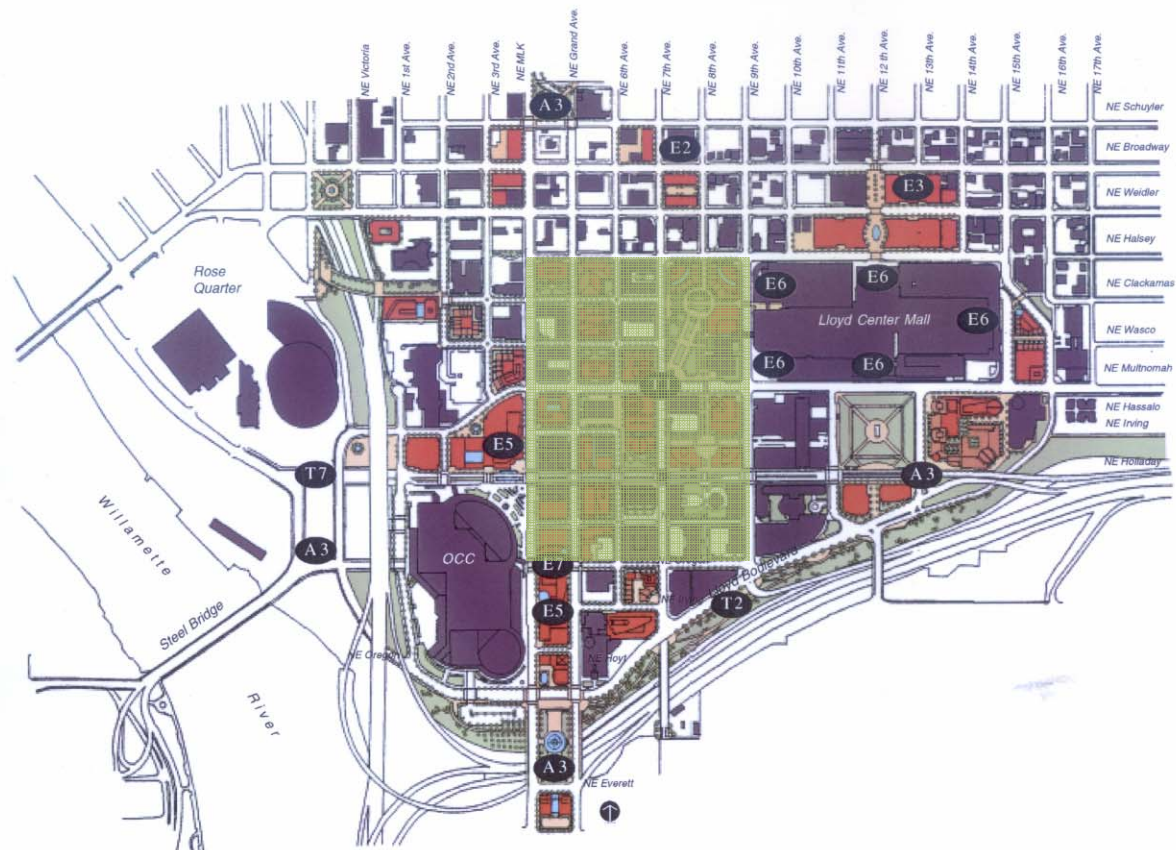 NE Victoria
NE 1st Ave.
NE 2nd Ave.
NE 3rd Ave.
NE MLK
NE Grand Ave.
NE 6th Ave.
NE 7th Ave.
NE 8th Ave.
NE 9th Ave.
NE 10th Ave.
NE 11th Ave.
NE 12 th Ave.
NE 13th Ave.
NE 14th Ave.
NE 15th Ave.
NE 16th Ave.
NE 17th Ave.
A 3
NE Schuyler
E2
NE Broadway
E3
NE Weidler
NE Halsey
Rose
Quarter
E6
E6
NE Clackamas
Lloyd Center Mall
E6
NE Wasco
E6
E6
NE Multnomah
NE Hassalo
NE Irving
E5
NE Holladay
T7
A 3
Willamette
A 3
OCC
E7
Lloyd Boulevard
E5
T2
Steel Bridge
NE Oregon
NE Hoyt
River
A 3
NE Everett